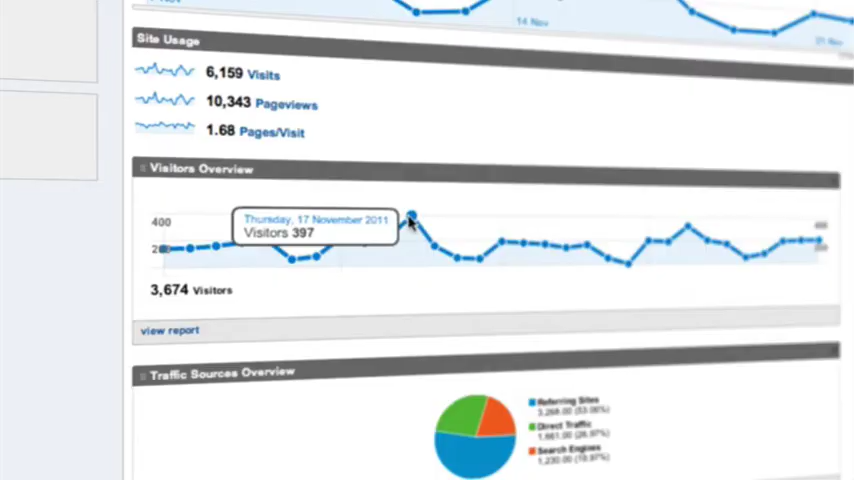 14 Nov
Site Usage
6,159 Visits
10,343 Pageviews
1.68 Pages/Visit
Visitors Overview
400
Thursday, 17 November 2011
Visitors 397
3,674 Visitors
view report
Traffic Sources Overview
Referring Sites
Direct Traffic
Search Engines